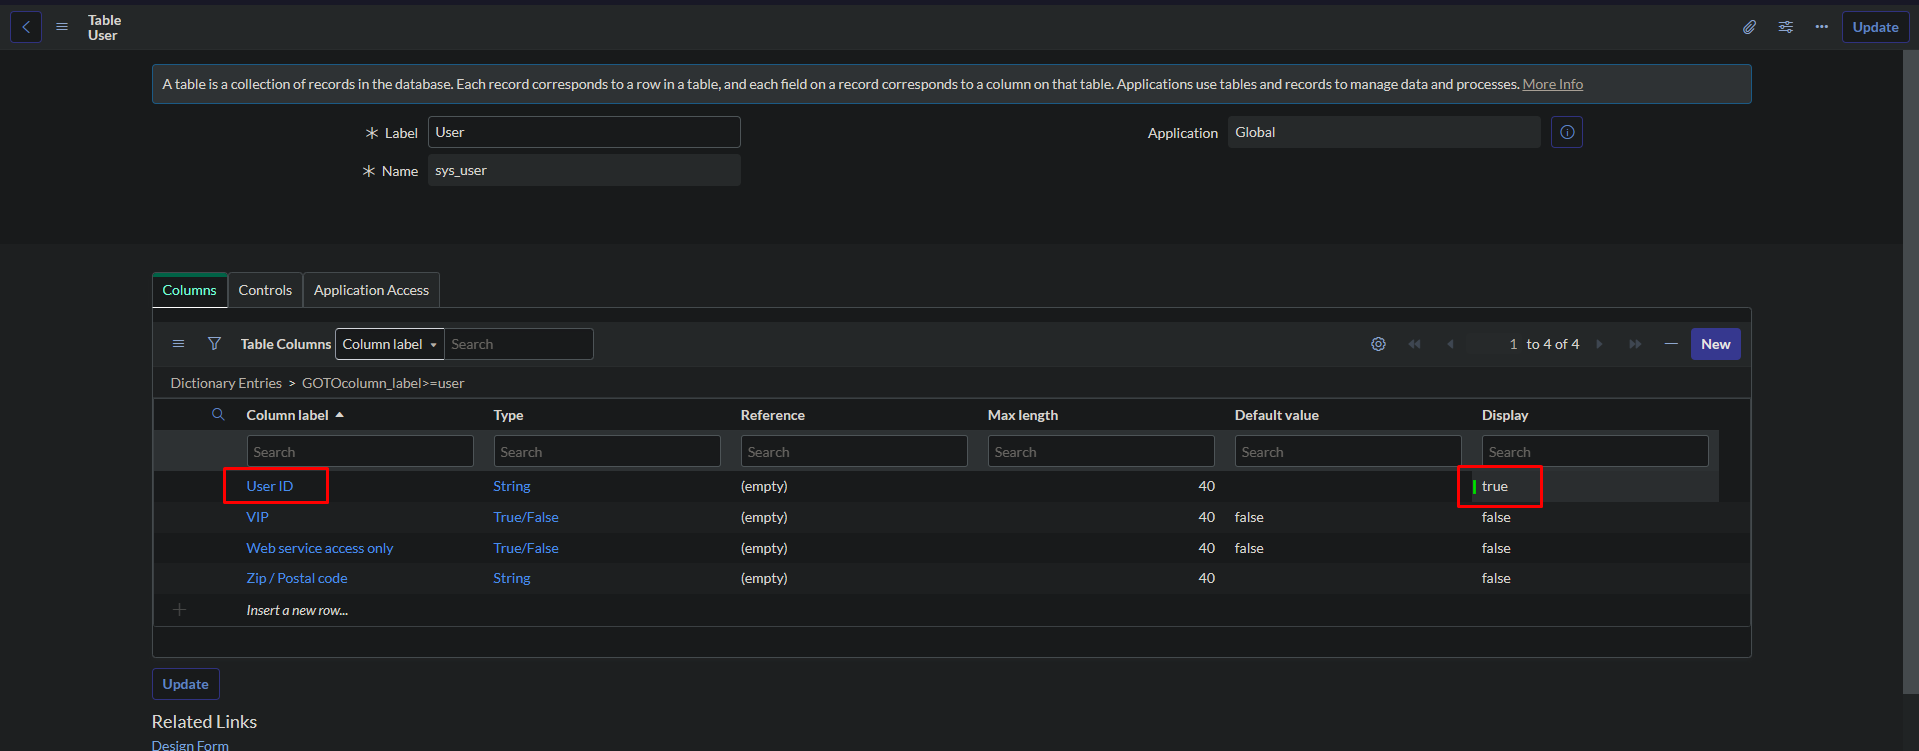 Table
User
Update
A table is a collection of records in the database. Each record corresponds to a row in a table, and each field on a record corresponds to a column on that table. Applications use tables and records to manage data and processes. More Info
Label User Application Global
Name sys_user
Columns Controls Application Access
Table Columns Column label Search 1 to 4 of 4 New
Dictionary Entries > GOTOcolumn_label>=user
Column label Type Reference Max length Default value Display
Search Search Search Search Search Search
User ID String (empty) 40 true
VIP True/False (empty) 40 false false
Web service access only True/False (empty) 40 false false
Zip / Postal code String (empty) 40 false
Insert a new row...
Update
Related Links
Design Form